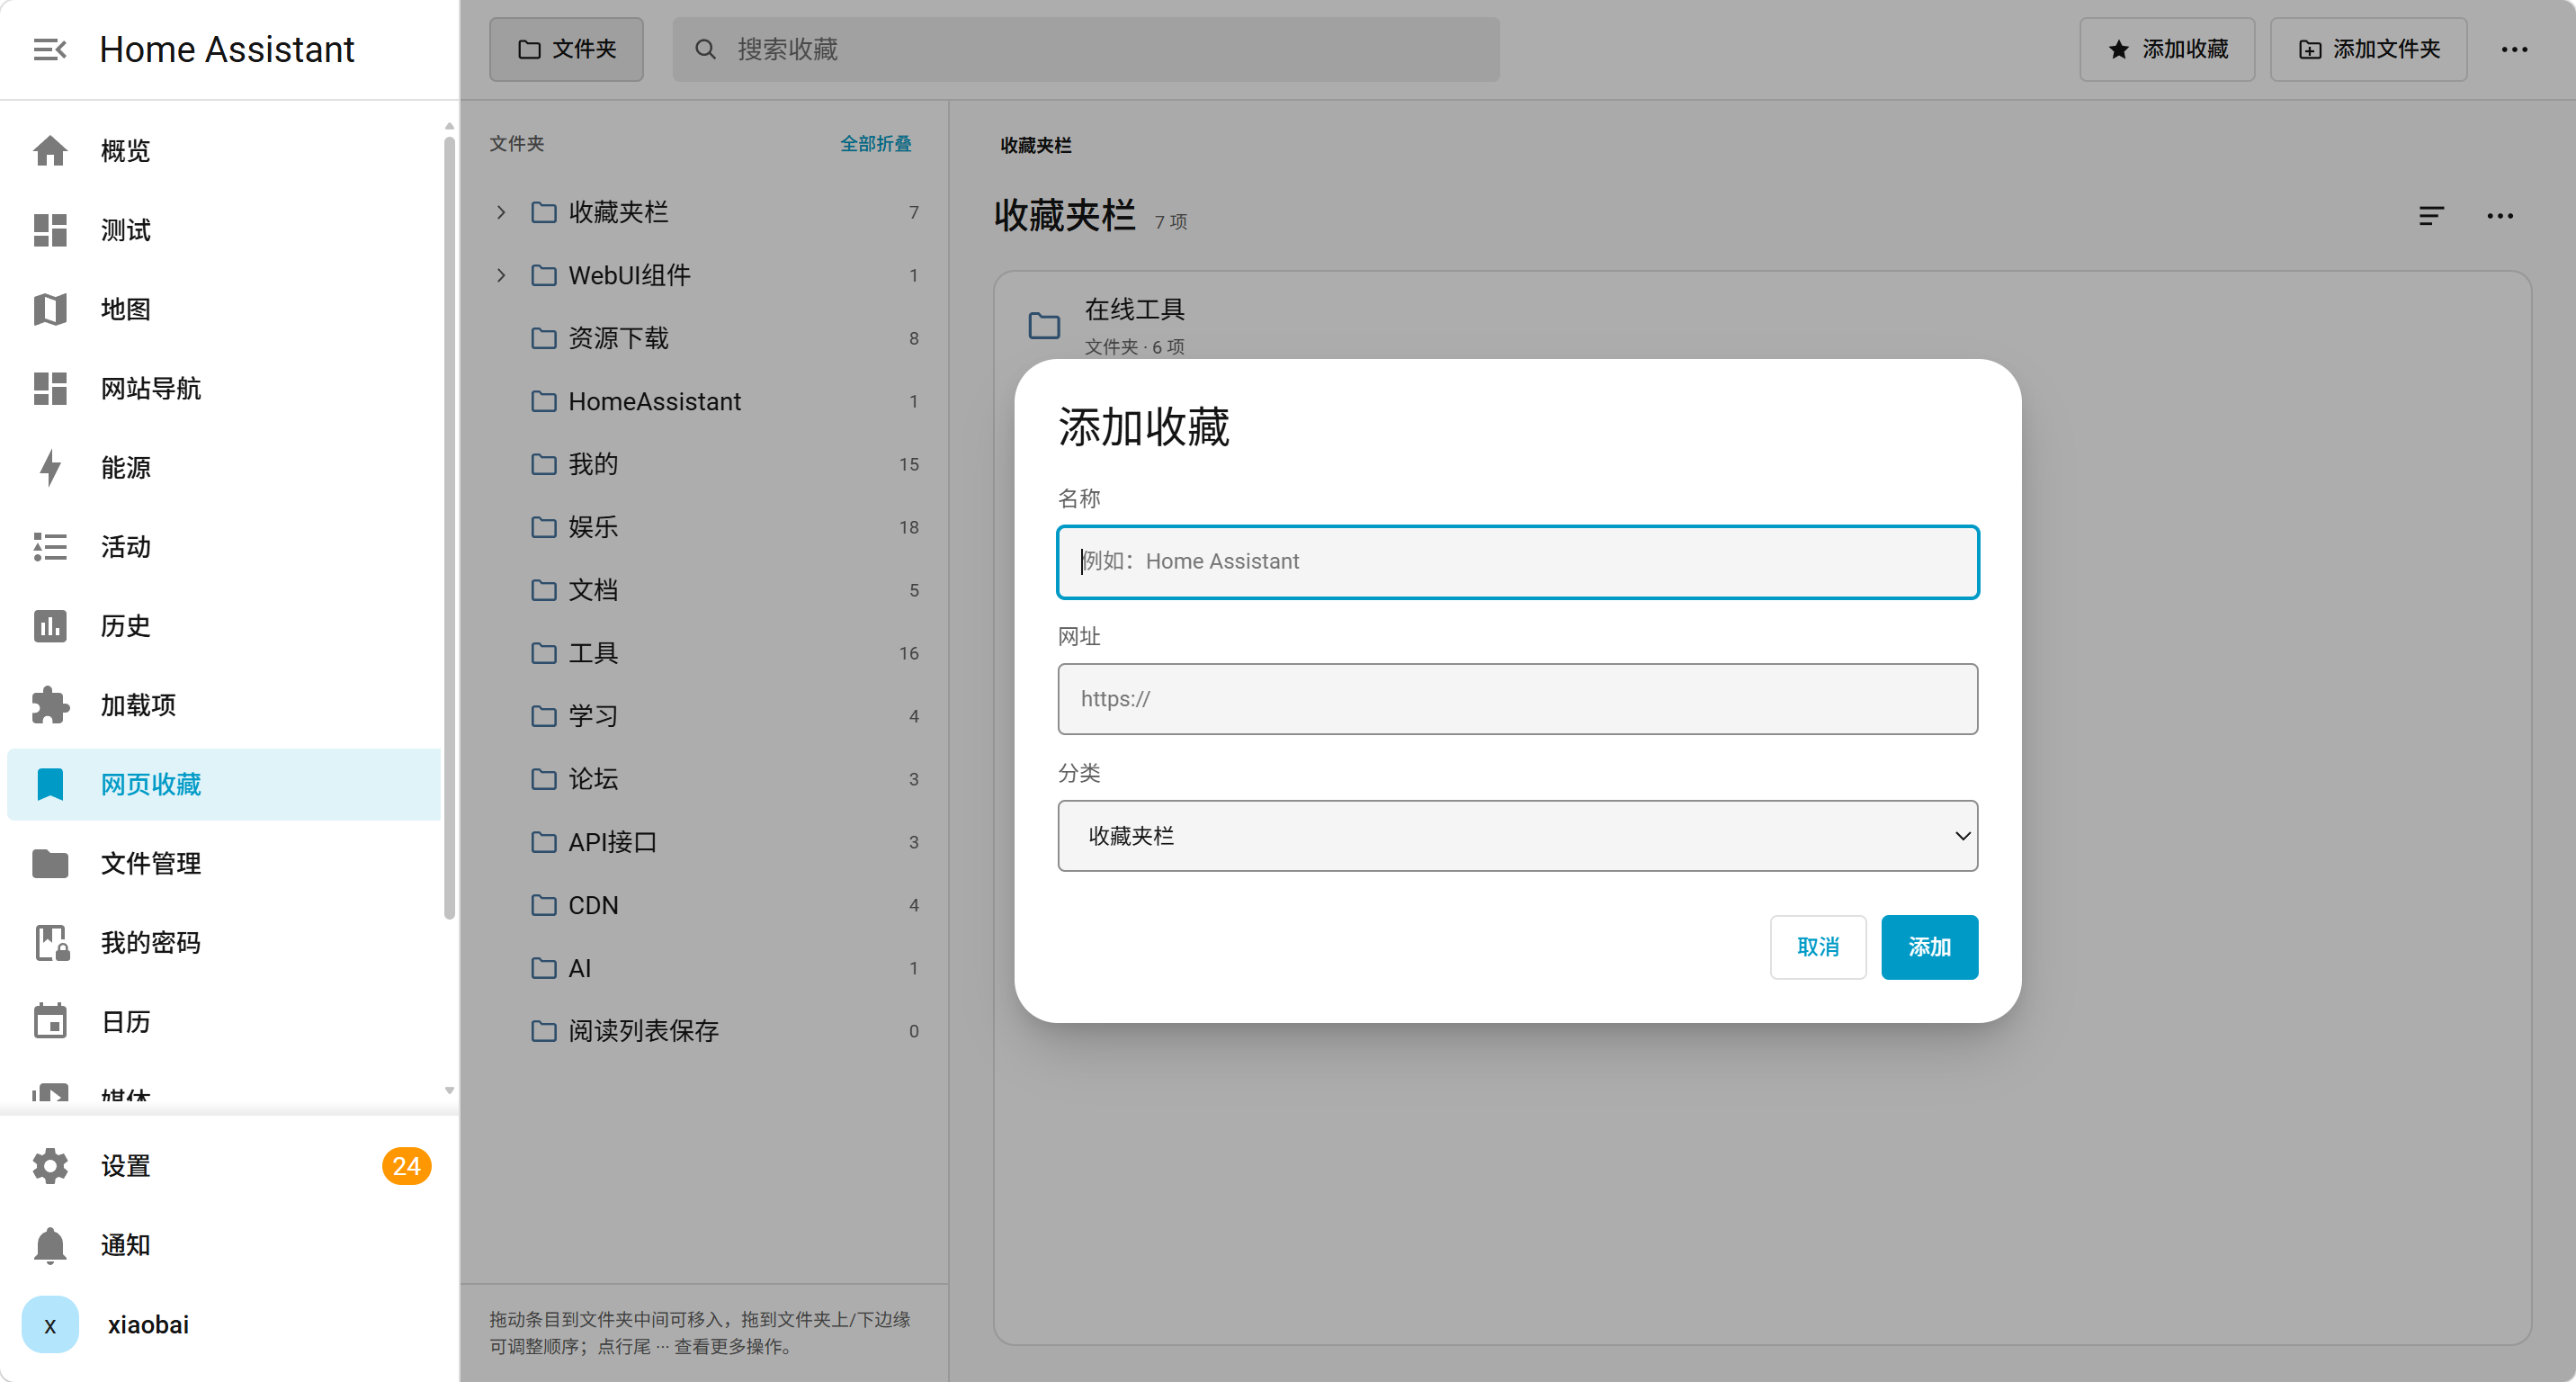 Home Assistant
概览
测试
地图
网站导航
能源
活动
历史
加载项
网页收藏
文件管理
我的密码
日历
媒体
设置
24
通知
x
xiaobai
文件夹
搜索收藏
添加收藏
添加文件夹
文件夹
全部折叠
收藏夹栏 7
WebUI组件 1
资源下载 8
HomeAssistant 1
我的 15
娱乐 18
文档 5
工具 16
学习 4
论坛 3
API接口 3
CDN 4
AI 1
阅读列表保存 0
拖动条目到文件夹中间可移入，拖到文件夹上/下边缘
可调整顺序；点行尾 ··· 查看更多操作。
收藏夹栏
收藏夹栏 7 项
在线工具
文件夹 · 6 项
添加收藏
名称
例如：Home Assistant
网址
https://
分类
收藏夹栏
取消
添加